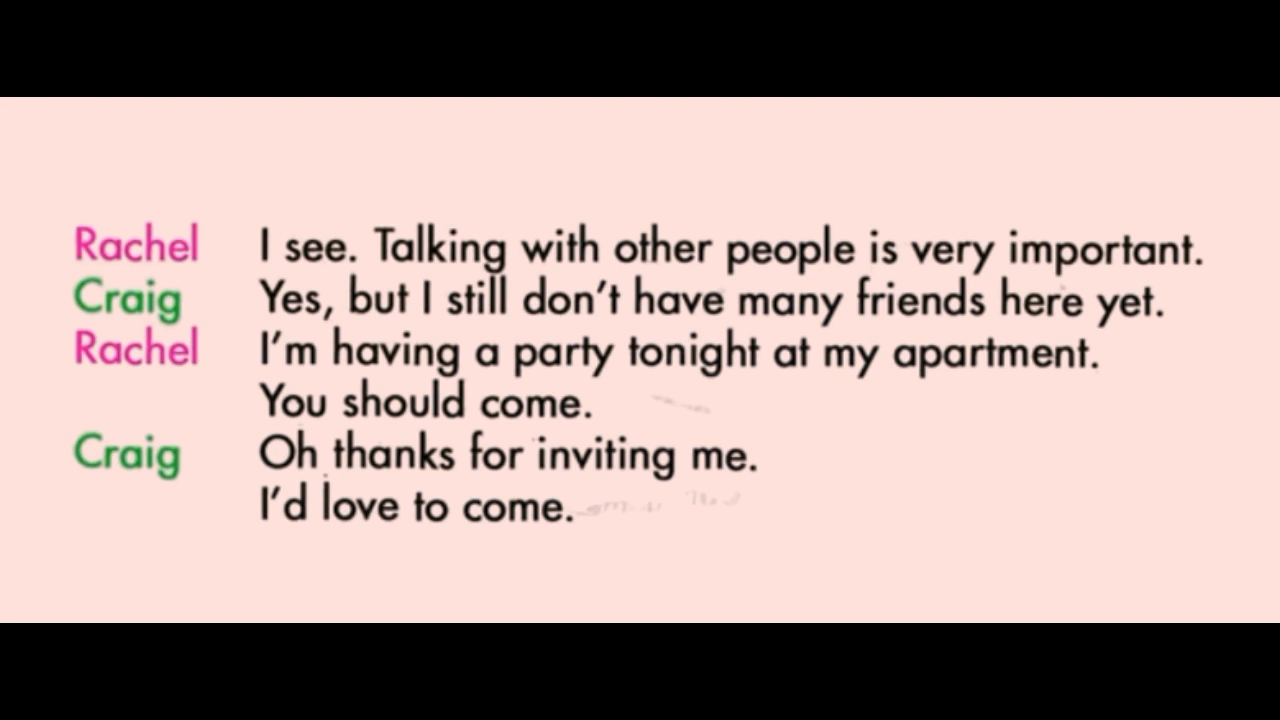 Rachel I see. Talking with other people is very important.
Craig Yes, but I still don't have many friends here yet.
Rachel I'm having a party tonight at my apartment.
You should come.
Craig Oh thanks for inviting me.
I'd love to come.